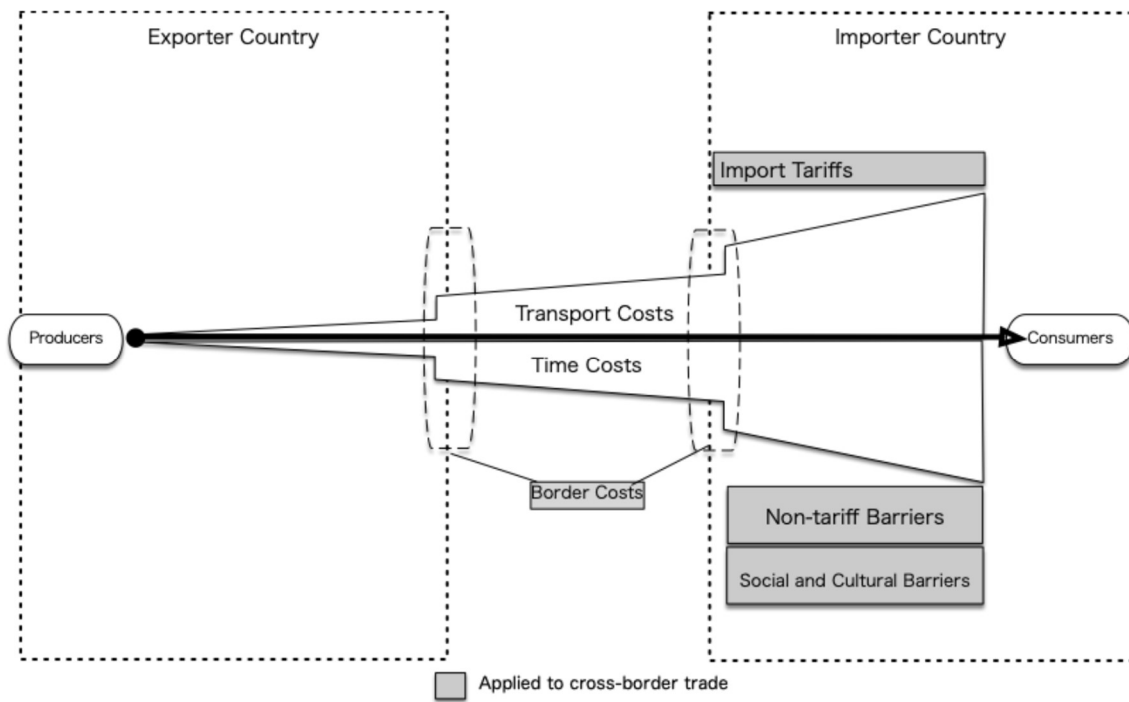 Exporter Country
Importer Country
Import Tariffs
Transport Costs
Producers
Consumers
Time Costs
Border Costs
Non-tariff Barriers
Social and Cultural Barriers
Applied to cross-border trade